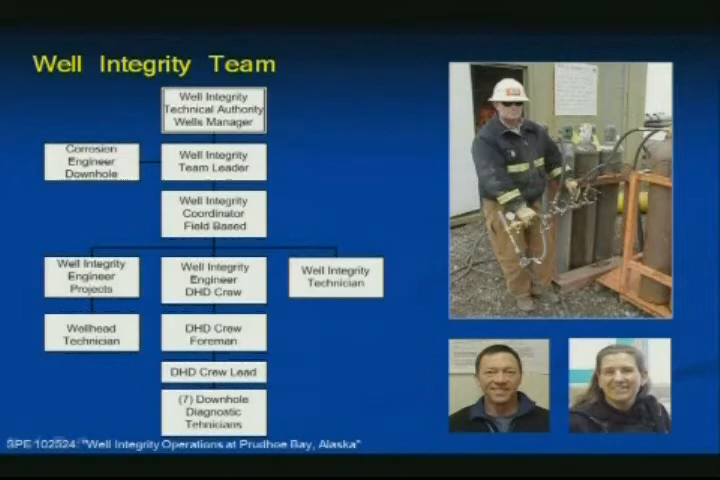 Well Integrity Team
Well Integrity
Technical Authority
Wells Manager
Corrosion
Engineer
Downhole
Well Integrity
Team Leader
Well Integrity
Coordinator
Field Based
Well Integrity
Engineer
Projects
Well Integrity
Engineer
DHD Crew
Well Integrity
Technician
Wellhead
Technician
DHD Crew
Foreman
DHD Crew Lead
(7) Downhole
Diagnostic
Tehnicians
SPE 102524: "Well Integrity Operations at Prudhoe Bay, Alaska"